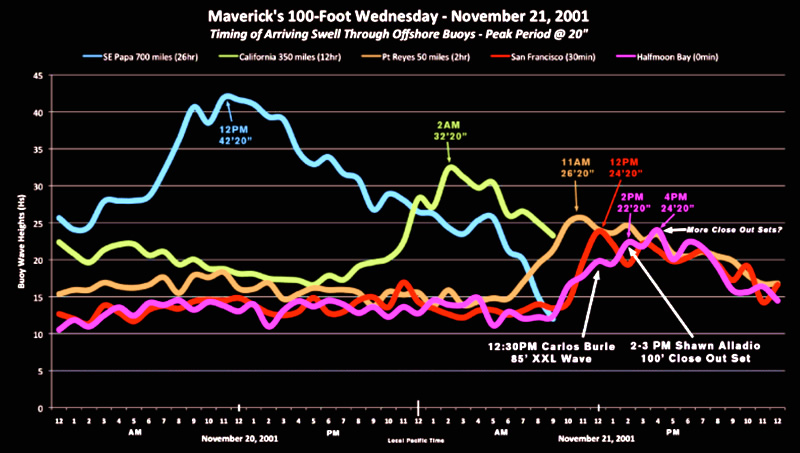 Maverick's 100-Foot Wednesday - November 21, 2001
Timing of Arriving Swell Through Offshore Buoys - Peak Period @ 20"
SE Papa 700 miles (26hr) California 350 miles (12hr) Pt Reyes 50 miles (2hr) San Francisco (30min) Halfmoon Bay (0min)
Buoy Wave Heights (Hs)
45
40
35
30
25
20
15
10
5
0
12PM
42'20"
2AM
32'20"
11AM
26'20"
12PM
24'20"
2PM
22'20"
4PM
24'20"
More Close Out Sets?
12:30PM Carlos Burle
85' XXL Wave
2-3 PM Shawn Alladio
100' Close Out Set
12 1 2 3 4 5 6 7 8 9 10 11 12 1 2 3 4 5 6 7 8 9 10 11 12 1 2 3 4 5 6 7 8 9 10 11 12 1 2 3 4 5 6 7 8 9 10 11 12
AM PM AM PM
November 20, 2001 Local Pacific Time November 21, 2001